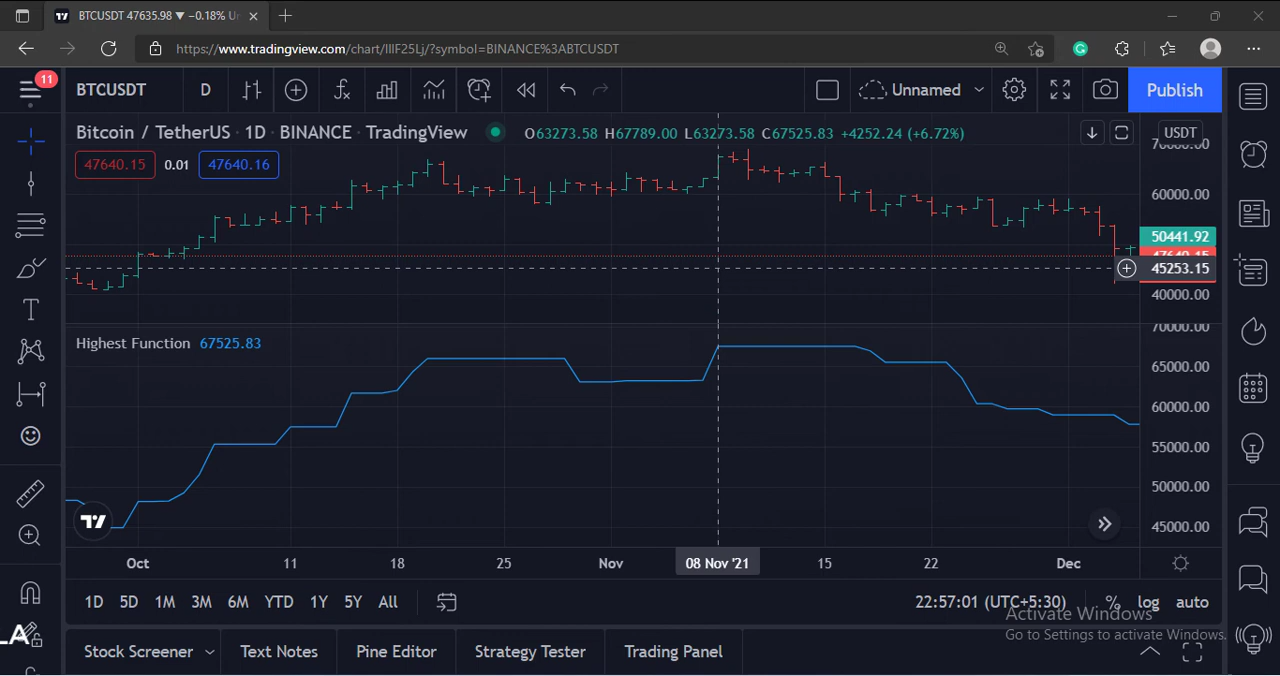 BTCUSDT 47635.98 ▼ −0.18% U
https://www.tradingview.com/chart/IIIF25Lj/?symbol=BINANCE%3ABTCUSDT
11
BTCUSDT D Unnamed Publish
Bitcoin / TetherUS · 1D · BINANCE · TradingView O63273.58 H67789.00 L63273.58 C67525.83 +4252.24 (+6.72%) USDT
70000.00
47640.15 0.01 47640.16
60000.00
50441.92
47640.15
45253.15
40000.00
70000.00
Highest Function 67525.83
65000.00
60000.00
55000.00
50000.00
45000.00
Oct 11 18 25 Nov 08 Nov '21 15 22 Dec
1D 5D 1M 3M 6M YTD 1Y 5Y All 22:57:01 (UTC+5:30) % log auto
Activate Windows
Go to Settings to activate Windows.
LA
Stock Screener Text Notes Pine Editor Strategy Tester Trading Panel